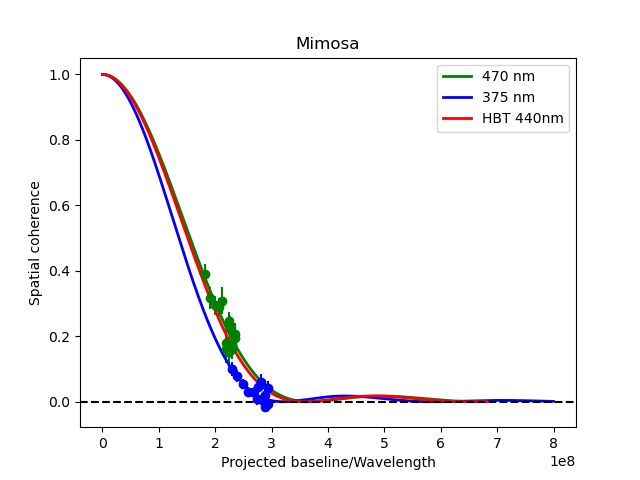 Mimosa
470 nm
375 nm
HBT 440nm
Spatial coherence
1.0
0.8
0.6
0.4
0.2
0.0
0 1 2 3 4 5 6 7 8
1e8
Projected baseline/Wavelength